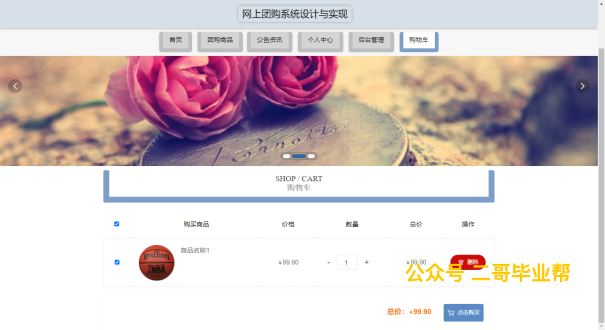 网上团购系统设计与实现
首页 团购商品 公告资讯 个人中心 后台管理 购物车
SHOP / CART
购物车
购买商品 价格 数量 总价 操作
商品名称1
¥99.90 - 1 + ¥99.90 删除
公众号 二哥毕业帮
总价：¥99.90 点击购买